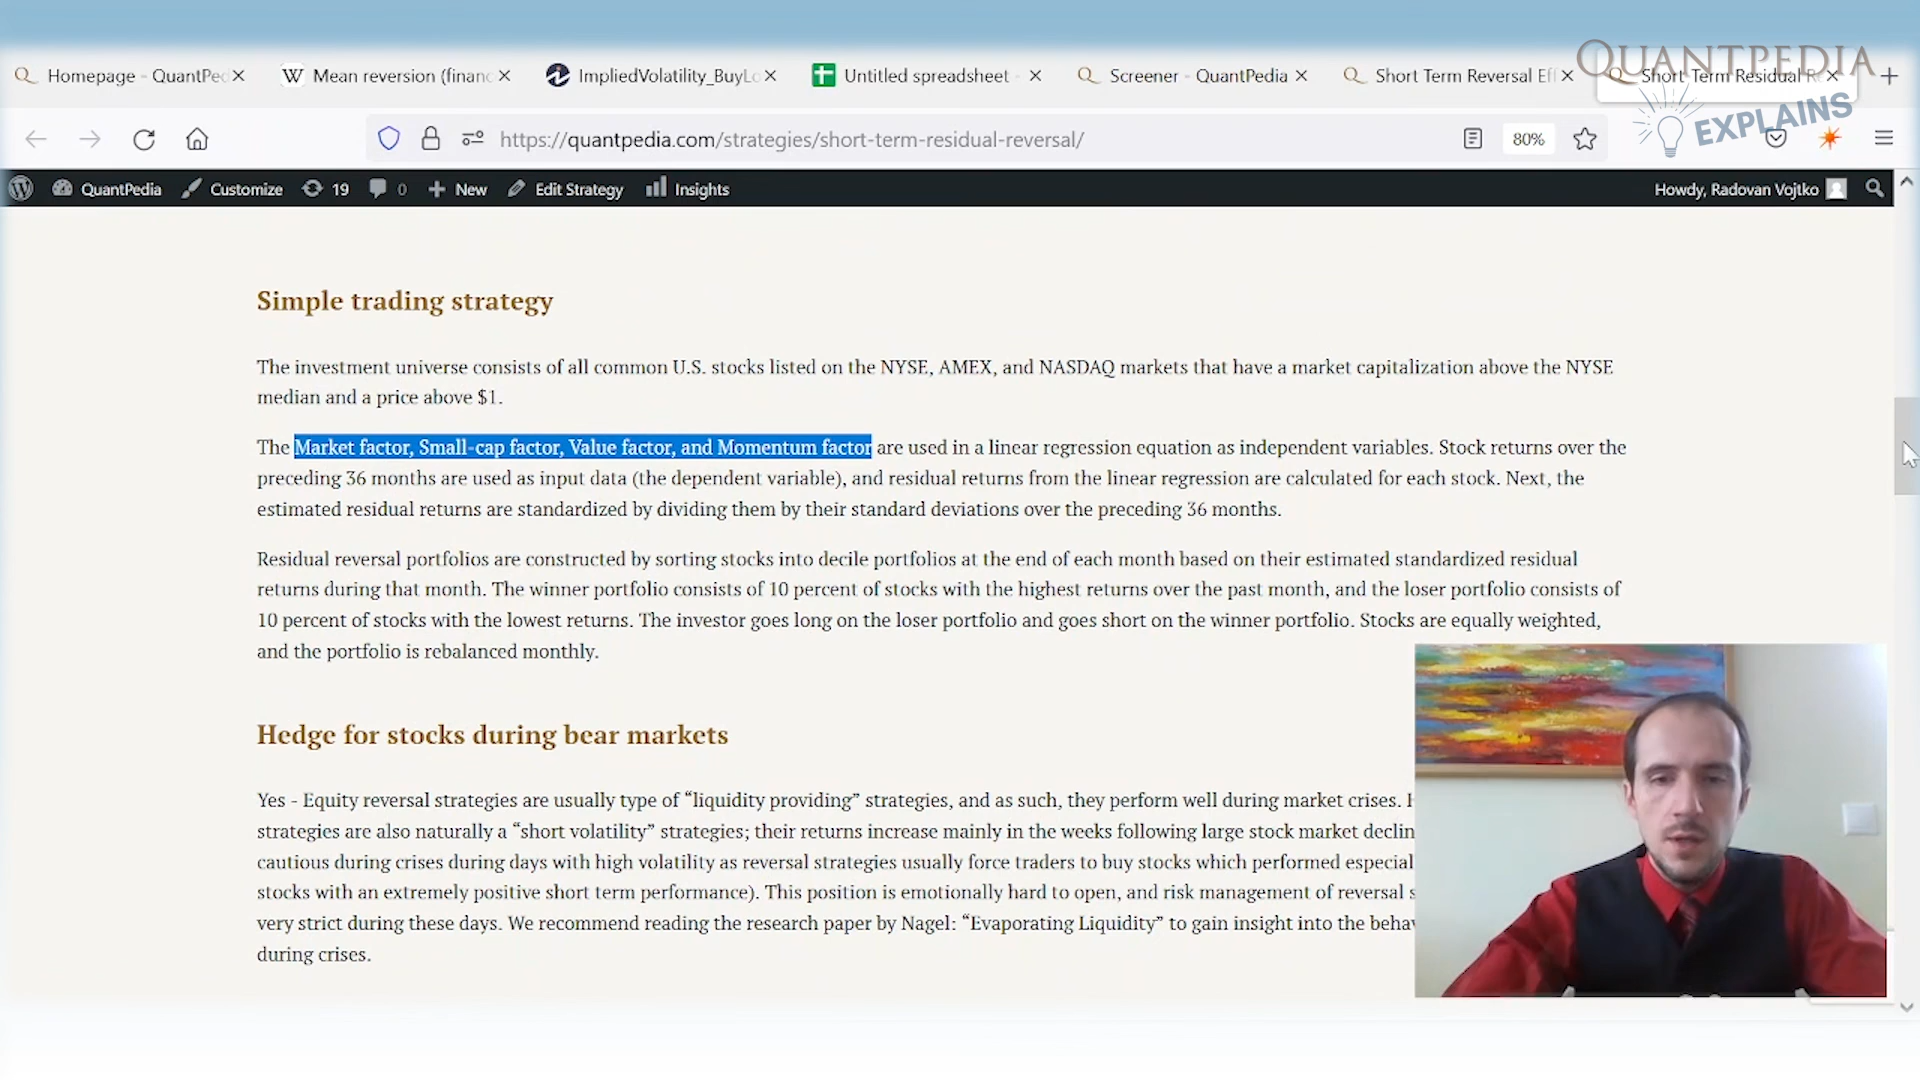 QUANTPEDIA
EXPLAINS
Homepage - QuantPed
Mean reversion (financ
ImpliedVolatility_BuyLo
Untitled spreadsheet -
Screener - QuantPedia
Short Term Reversal Eff
Short Term Residual R
https://quantpedia.com/strategies/short-term-residual-reversal/
80%
QuantPedia Customize 19 0 New Edit Strategy Insights Howdy, Radovan Vojtko
Simple trading strategy
The investment universe consists of all common U.S. stocks listed on the NYSE, AMEX, and NASDAQ markets that have a market capitalization above the NYSE
median and a price above $1.
The Market factor, Small-cap factor, Value factor, and Momentum factor are used in a linear regression equation as independent variables. Stock returns over the
preceding 36 months are used as input data (the dependent variable), and residual returns from the linear regression are calculated for each stock. Next, the
estimated residual returns are standardized by dividing them by their standard deviations over the preceding 36 months.
Residual reversal portfolios are constructed by sorting stocks into decile portfolios at the end of each month based on their estimated standardized residual
returns during that month. The winner portfolio consists of 10 percent of stocks with the highest returns over the past month, and the loser portfolio consists of
10 percent of stocks with the lowest returns. The investor goes long on the loser portfolio and goes short on the winner portfolio. Stocks are equally weighted,
and the portfolio is rebalanced monthly.
Hedge for stocks during bear markets
Yes - Equity reversal strategies are usually type of “liquidity providing” strategies, and as such, they perform well during market crises.
strategies are also naturally a “short volatility” strategies; their returns increase mainly in the weeks following large stock market declin
cautious during crises during days with high volatility as reversal strategies usually force traders to buy stocks which performed especial
stocks with an extremely positive short term performance). This position is emotionally hard to open, and risk management of reversal s
very strict during these days. We recommend reading the research paper by Nagel: “Evaporating Liquidity” to gain insight into the behav
during crises.